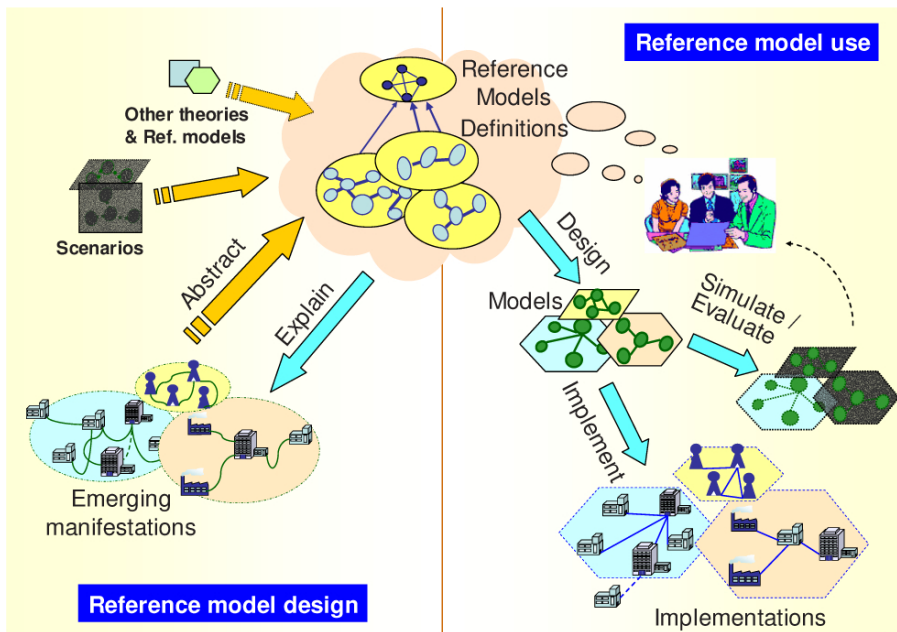 Reference model use
Reference
Models
Definitions
Other theories
& Ref. models
Scenarios
Abstract
Explain
Design
Models
Simulate /
Evaluate
Implement
Emerging
manifestations
Reference model design
Implementations